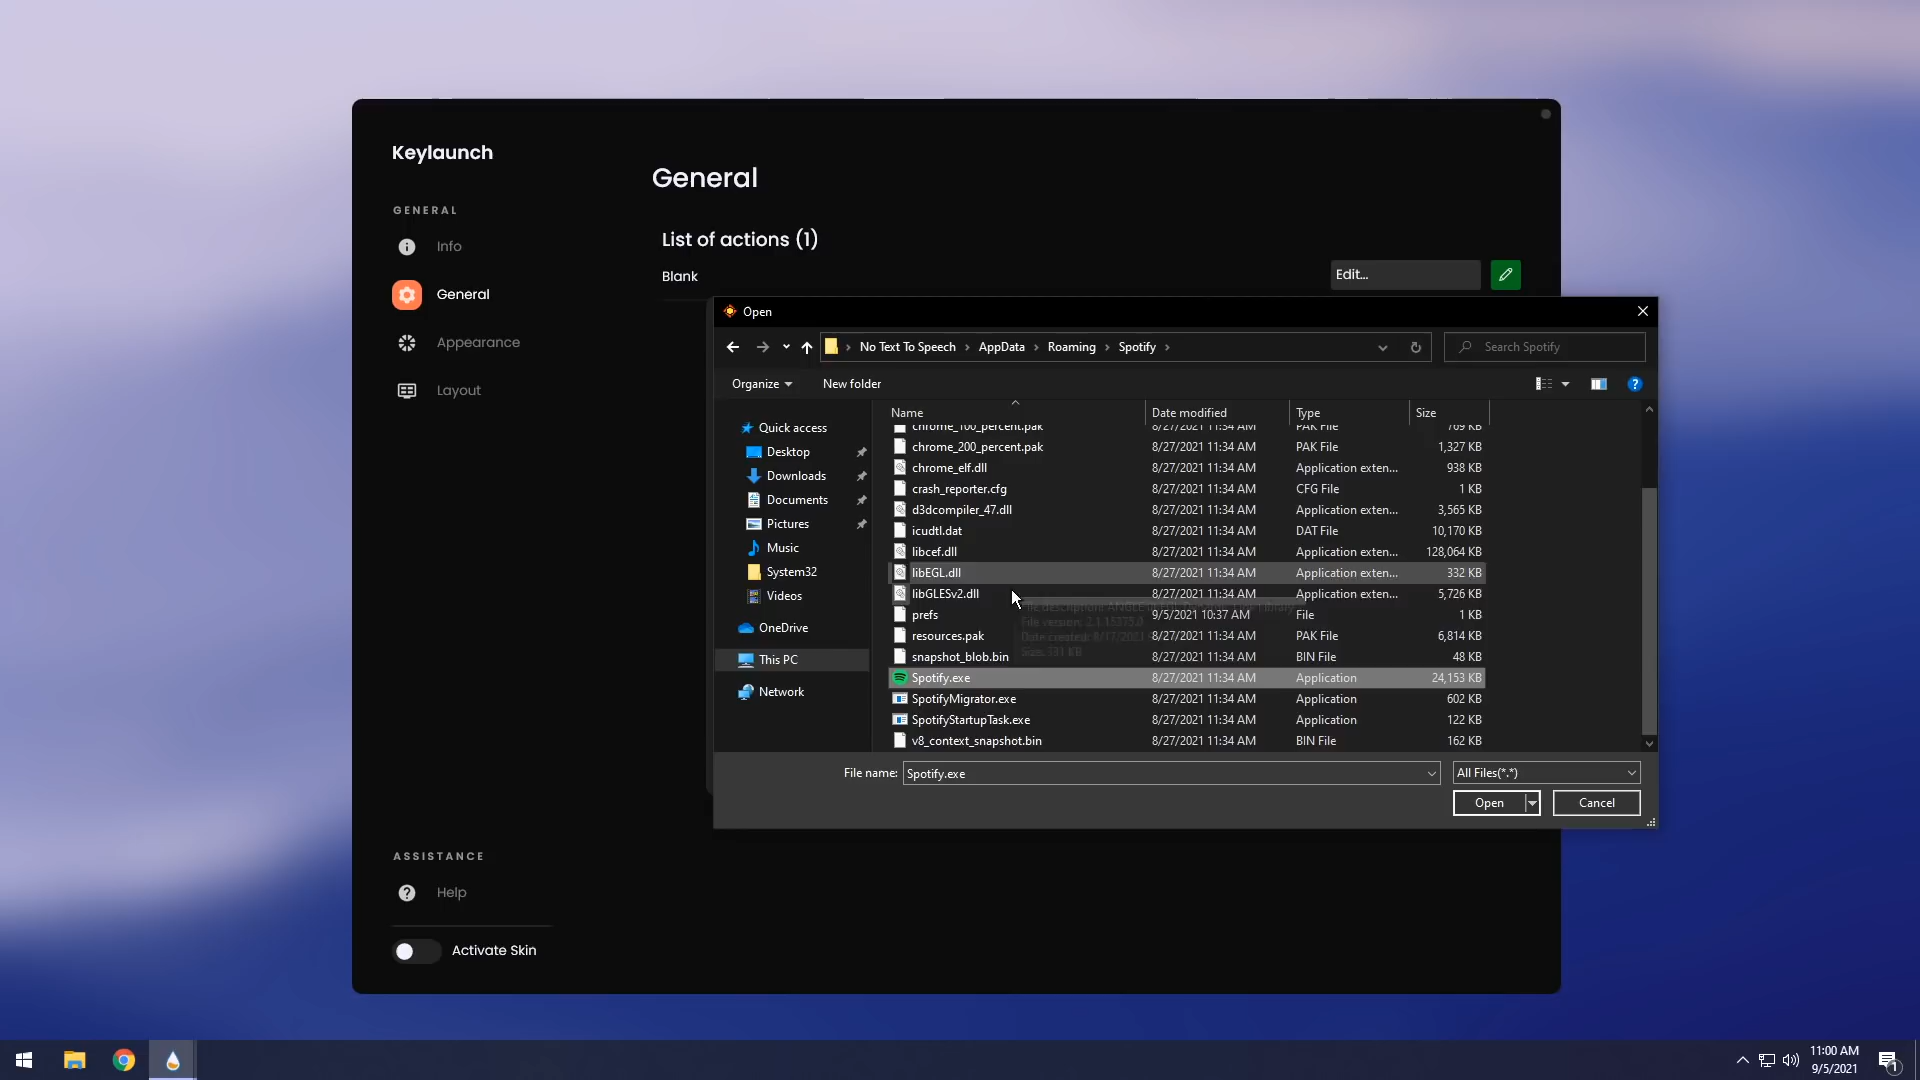 Keylaunch
General
GENERAL
List of actions (1)
Info
Blank
Edit...
General
Open
Appearance
No Text To Speech
AppData
Roaming
Spotify
Search Spotify
Organize
New folder
?
Layout
Name
Date modified
Type
Size
Quick access
Desktop
Downloads
Documents
Pictures
Music
System32
Videos
OneDrive
This PC
Network
chrome_100_percent.pak 8/27/2021 11:34 AM PAK File 769 KB
chrome_200_percent.pak 8/27/2021 11:34 AM PAK File 1,327 KB
chrome_elf.dll 8/27/2021 11:34 AM Application exten... 938 KB
crash_reporter.cfg 8/27/2021 11:34 AM CFG File 1 KB
d3dcompiler_47.dll 8/27/2021 11:34 AM Application exten... 3,565 KB
icudtl.dat 8/27/2021 11:34 AM DAT File 10,170 KB
libcef.dll 8/27/2021 11:34 AM Application exten... 128,064 KB
libEGL.dll 8/27/2021 11:34 AM Application exten... 332 KB
libGLESv2.dll 8/27/2021 11:34 AM Application exten... 5,726 KB
prefs 9/5/2021 10:37 AM File 1 KB
resources.pak 8/27/2021 11:34 AM PAK File 6,814 KB
snapshot_blob.bin 8/27/2021 11:34 AM BIN File 48 KB
Spotify.exe 8/27/2021 11:34 AM Application 24,153 KB
SpotifyMigrator.exe 8/27/2021 11:34 AM Application 602 KB
SpotifyStartupTask.exe 8/27/2021 11:34 AM Application 122 KB
v8_context_snapshot.bin 8/27/2021 11:34 AM BIN File 162 KB
File name: Spotify.exe
All Files(*.*)
Open
Cancel
ASSISTANCE
Help
Activate Skin
11:00 AM
9/5/2021
1